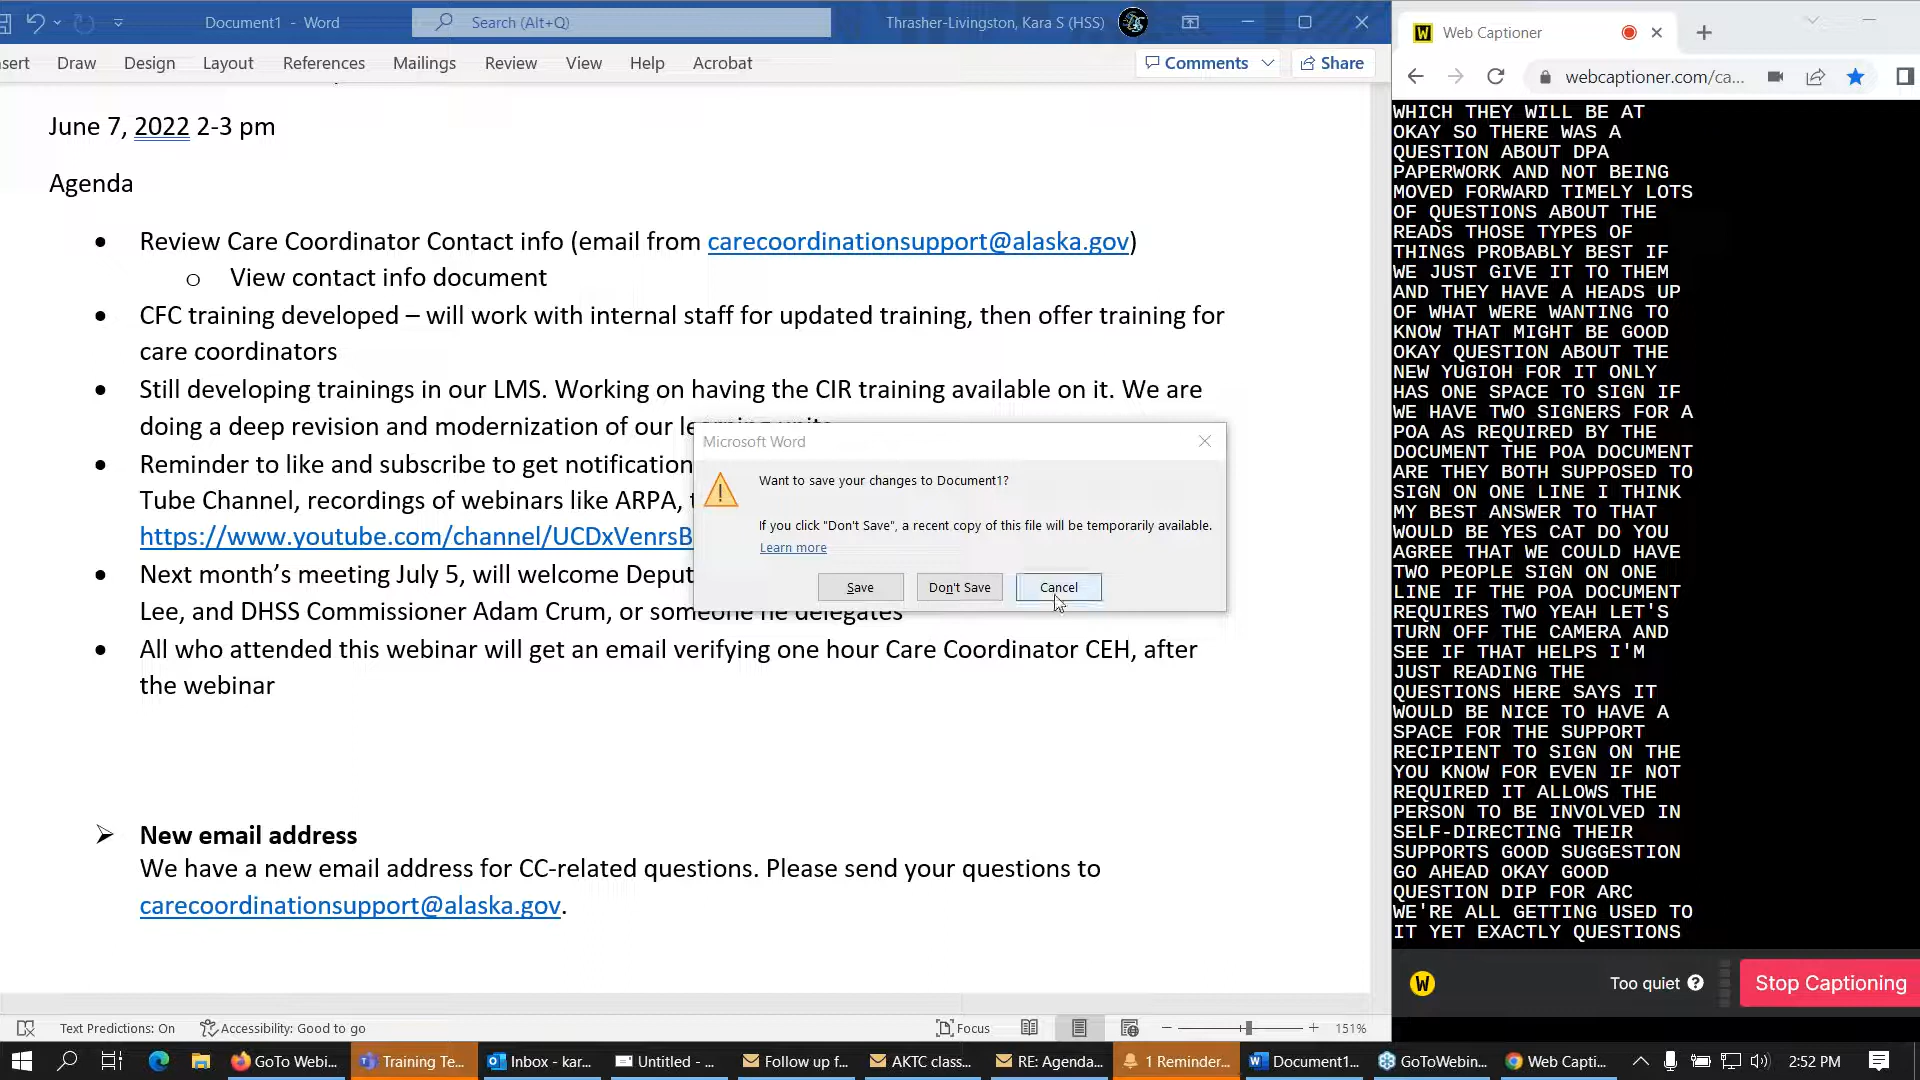 Document1 - Word
Search (Alt+Q)
Thrasher-Livingston, Kara S (HSS)
sert Draw Design Layout References Mailings Review View Help Acrobat
Comments
Share
June 7, 2022 2-3 pm
Agenda
• Review Care Coordinator Contact info (email from carecoordinationsupport@alaska.gov)
o View contact info document
• CFC training developed – will work with internal staff for updated training, then offer training for
care coordinators
• Still developing trainings in our LMS. Working on having the CIR training available on it. We are
doing a deep revision and modernization of our learning units
• Reminder to like and subscribe to get notification
Tube Channel, recordings of webinars like ARPA, t
https://www.youtube.com/channel/UCDxVenrsB
• Next month's meeting July 5, will welcome Deput
Lee, and DHSS Commissioner Adam Crum, or someone he delegates
• All who attended this webinar will get an email verifying one hour Care Coordinator CEH, after
the webinar
➢ New email address
We have a new email address for CC-related questions. Please send your questions to
carecoordinationsupport@alaska.gov.
Microsoft Word
Want to save your changes to Document1?
If you click "Don't Save", a recent copy of this file will be temporarily available.
Learn more
Save
Don't Save
Cancel
Text Predictions: On
Accessibility: Good to go
Focus
151%
W Web Captioner
webcaptioner.com/ca...
WHICH THEY WILL BE AT
OKAY SO THERE WAS A
QUESTION ABOUT DPA
PAPERWORK AND NOT BEING
MOVED FORWARD TIMELY LOTS
OF QUESTIONS ABOUT THE
READS THOSE TYPES OF
THINGS PROBABLY BEST IF
WE JUST GIVE IT TO THEM
AND THEY HAVE A HEADS UP
OF WHAT WERE WANTING TO
KNOW THAT MIGHT BE GOOD
OKAY QUESTION ABOUT THE
NEW YUGIOH FOR IT ONLY
HAS ONE SPACE TO SIGN IF
WE HAVE TWO SIGNERS FOR A
POA AS REQUIRED BY THE
DOCUMENT THE POA DOCUMENT
ARE THEY BOTH SUPPOSED TO
SIGN ON ONE LINE I THINK
MY BEST ANSWER TO THAT
WOULD BE YES CAT DO YOU
AGREE THAT WE COULD HAVE
TWO PEOPLE SIGN ON ONE
LINE IF THE POA DOCUMENT
REQUIRES TWO YEAH LET'S
TURN OFF THE CAMERA AND
SEE IF THAT HELPS I'M
JUST READING THE
QUESTIONS HERE SAYS IT
WOULD BE NICE TO HAVE A
SPACE FOR THE SUPPORT
RECIPIENT TO SIGN ON THE
YOU KNOW FOR EVEN IF NOT
REQUIRED IT ALLOWS THE
PERSON TO BE INVOLVED IN
SELF-DIRECTING THEIR
SUPPORTS GOOD SUGGESTION
GO AHEAD OKAY GOOD
QUESTION DIP FOR ARC
WE'RE ALL GETTING USED TO
IT YET EXACTLY QUESTIONS
W
Too quiet
Stop Captioning
GoTo Webi... Training Te... Inbox - kar... Untitled - ... Follow up f... AKTC class... RE: Agenda... 1 Reminder... Document1... GoToWebin... Web Capti... 2:52 PM